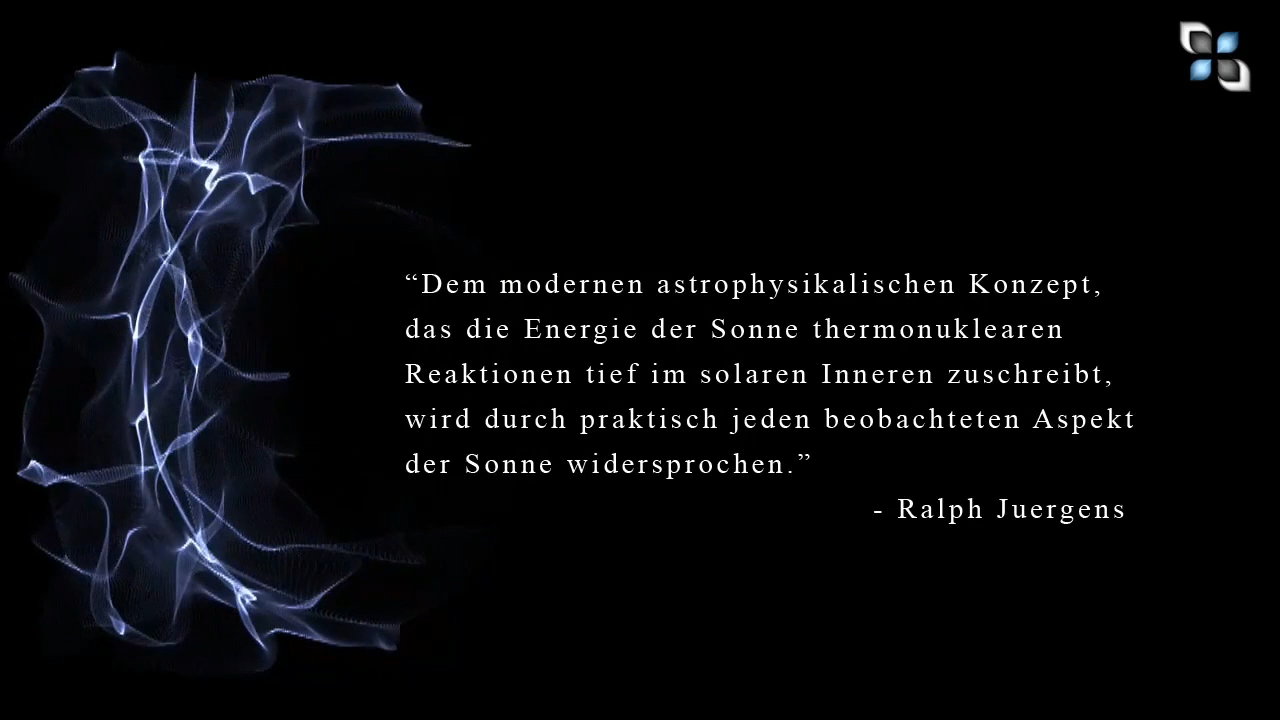 “Dem modernen astrophysikalischen Konzept,
das die Energie der Sonne thermonuklearen
Reaktionen tief im solaren Inneren zuschreibt,
wird durch praktisch jeden beobachteten Aspekt
der Sonne widersprochen.”
- Ralph Juergens